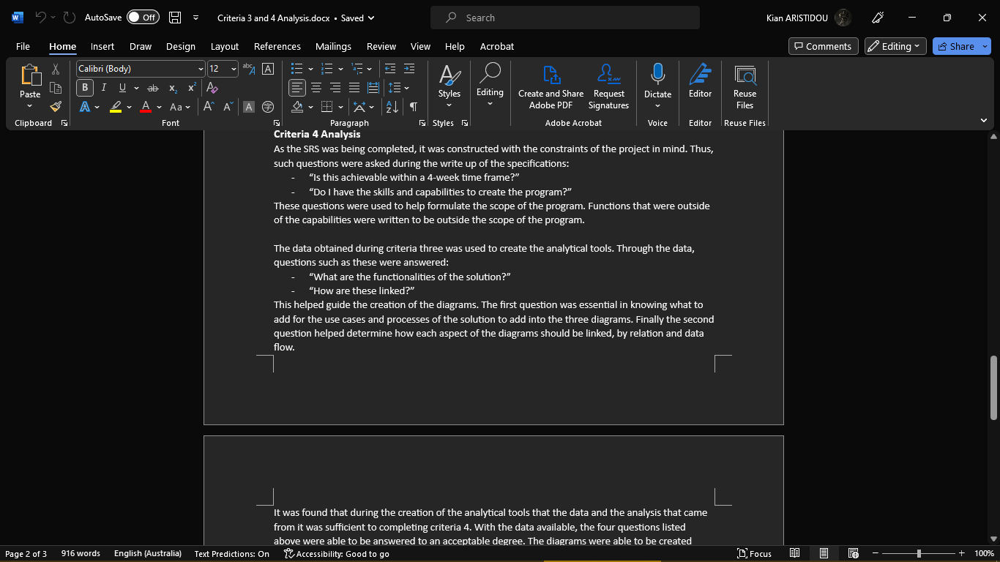 AutoSave Off Criteria 3 and 4 Analysis.docx • Saved Search Kian ARISTIDOU
File Home Insert Draw Design Layout References Mailings Review View Help Acrobat Comments Editing Share
Calibri (Body) 12
Paste
Clipboard
Font
Paragraph
Styles
Styles
Editing
Create and Share
Adobe PDF
Request
Signatures
Adobe Acrobat
Dictate
Voice
Editor
Editor
Reuse
Files
Reuse Files
Criteria 4 Analysis
As the SRS was being completed, it was constructed with the constraints of the project in mind. Thus,
such questions were asked during the write up of the specifications:
- “Is this achievable within a 4-week time frame?”
- “Do I have the skills and capabilities to create the program?”
These questions were used to help formulate the scope of the program. Functions that were outside
of the capabilities were written to be outside the scope of the program.
The data obtained during criteria three was used to create the analytical tools. Through the data,
questions such as these were answered:
- “What are the functionalities of the solution?”
- “How are these linked?”
This helped guide the creation of the diagrams. The first question was essential in knowing what to
add for the use cases and processes of the solution to add into the three diagrams. Finally the second
question helped determine how each aspect of the diagrams should be linked, by relation and data
flow.
It was found that during the creation of the analytical tools that the data and the analysis that came
from it was sufficient to completing criteria 4. With the data available, the four questions listed
above were able to be answered to an acceptable degree. The diagrams were able to be created
Page 2 of 3 916 words English (Australia) Text Predictions: On Accessibility: Good to go Focus 100%